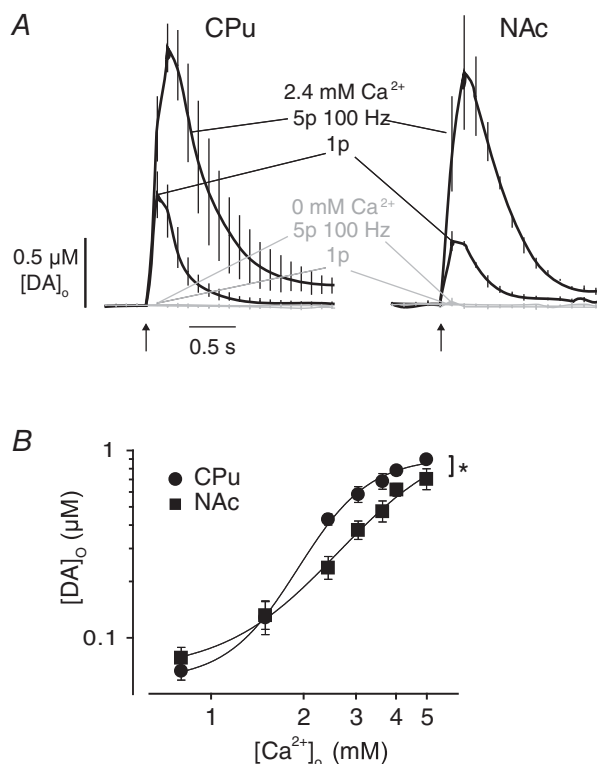 A
CPu
NAc
2.4 mM Ca²⁺
5p 100 Hz
1p
0 mM Ca²⁺
5p 100 Hz
1p
0.5 µM
[DA]ₒ
0.5 s
B
CPu
NAc
*
1
0.1
[DA]ₒ (µM)
1 2 3 4 5
[Ca²⁺]ₒ (mM)